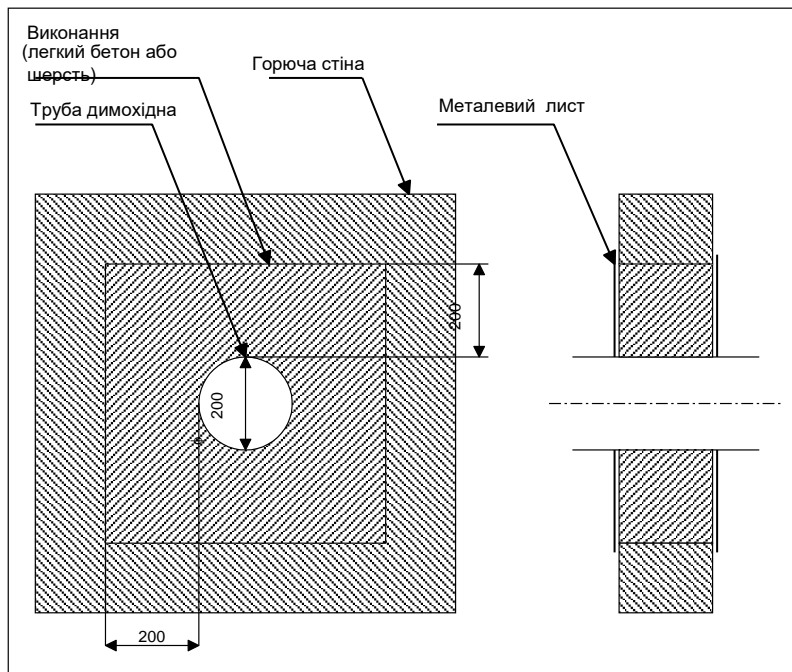 Виконання
(легкий бетон або
шерсть)
Труба димохідна
Горюча стіна
Металевий лист
200
200
200